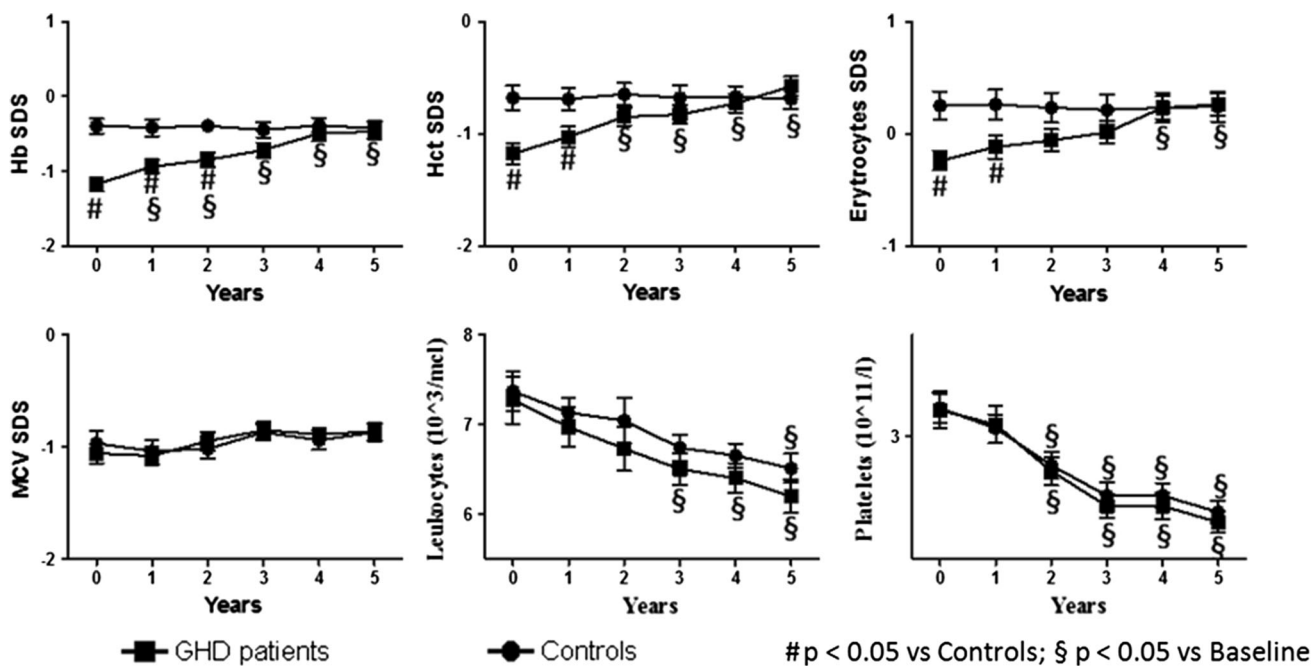 Hb SDS
1
0
-1
-2
# # #
§ § § § §
0 1 2 3 4 5
Years
Hct SDS
0
-1
-2
# #
§ § § §
0 1 2 3 4 5
Years
Erytrocytes SDS
1
0
-1
# #
§ §
0 1 2 3 4 5
Years
MCV SDS
0
-1
-2
0 1 2 3 4 5
Years
Leukocytes (10^3/mcl)
8
7
6
§
§ § §
0 1 2 3 4 5
Years
Platelets (10^11/l)
3
§ § § §
§ § § §
0 1 2 3 4 5
Years
GHD patients
Controls
#p < 0.05 vs Controls; § p < 0.05 vs Baseline